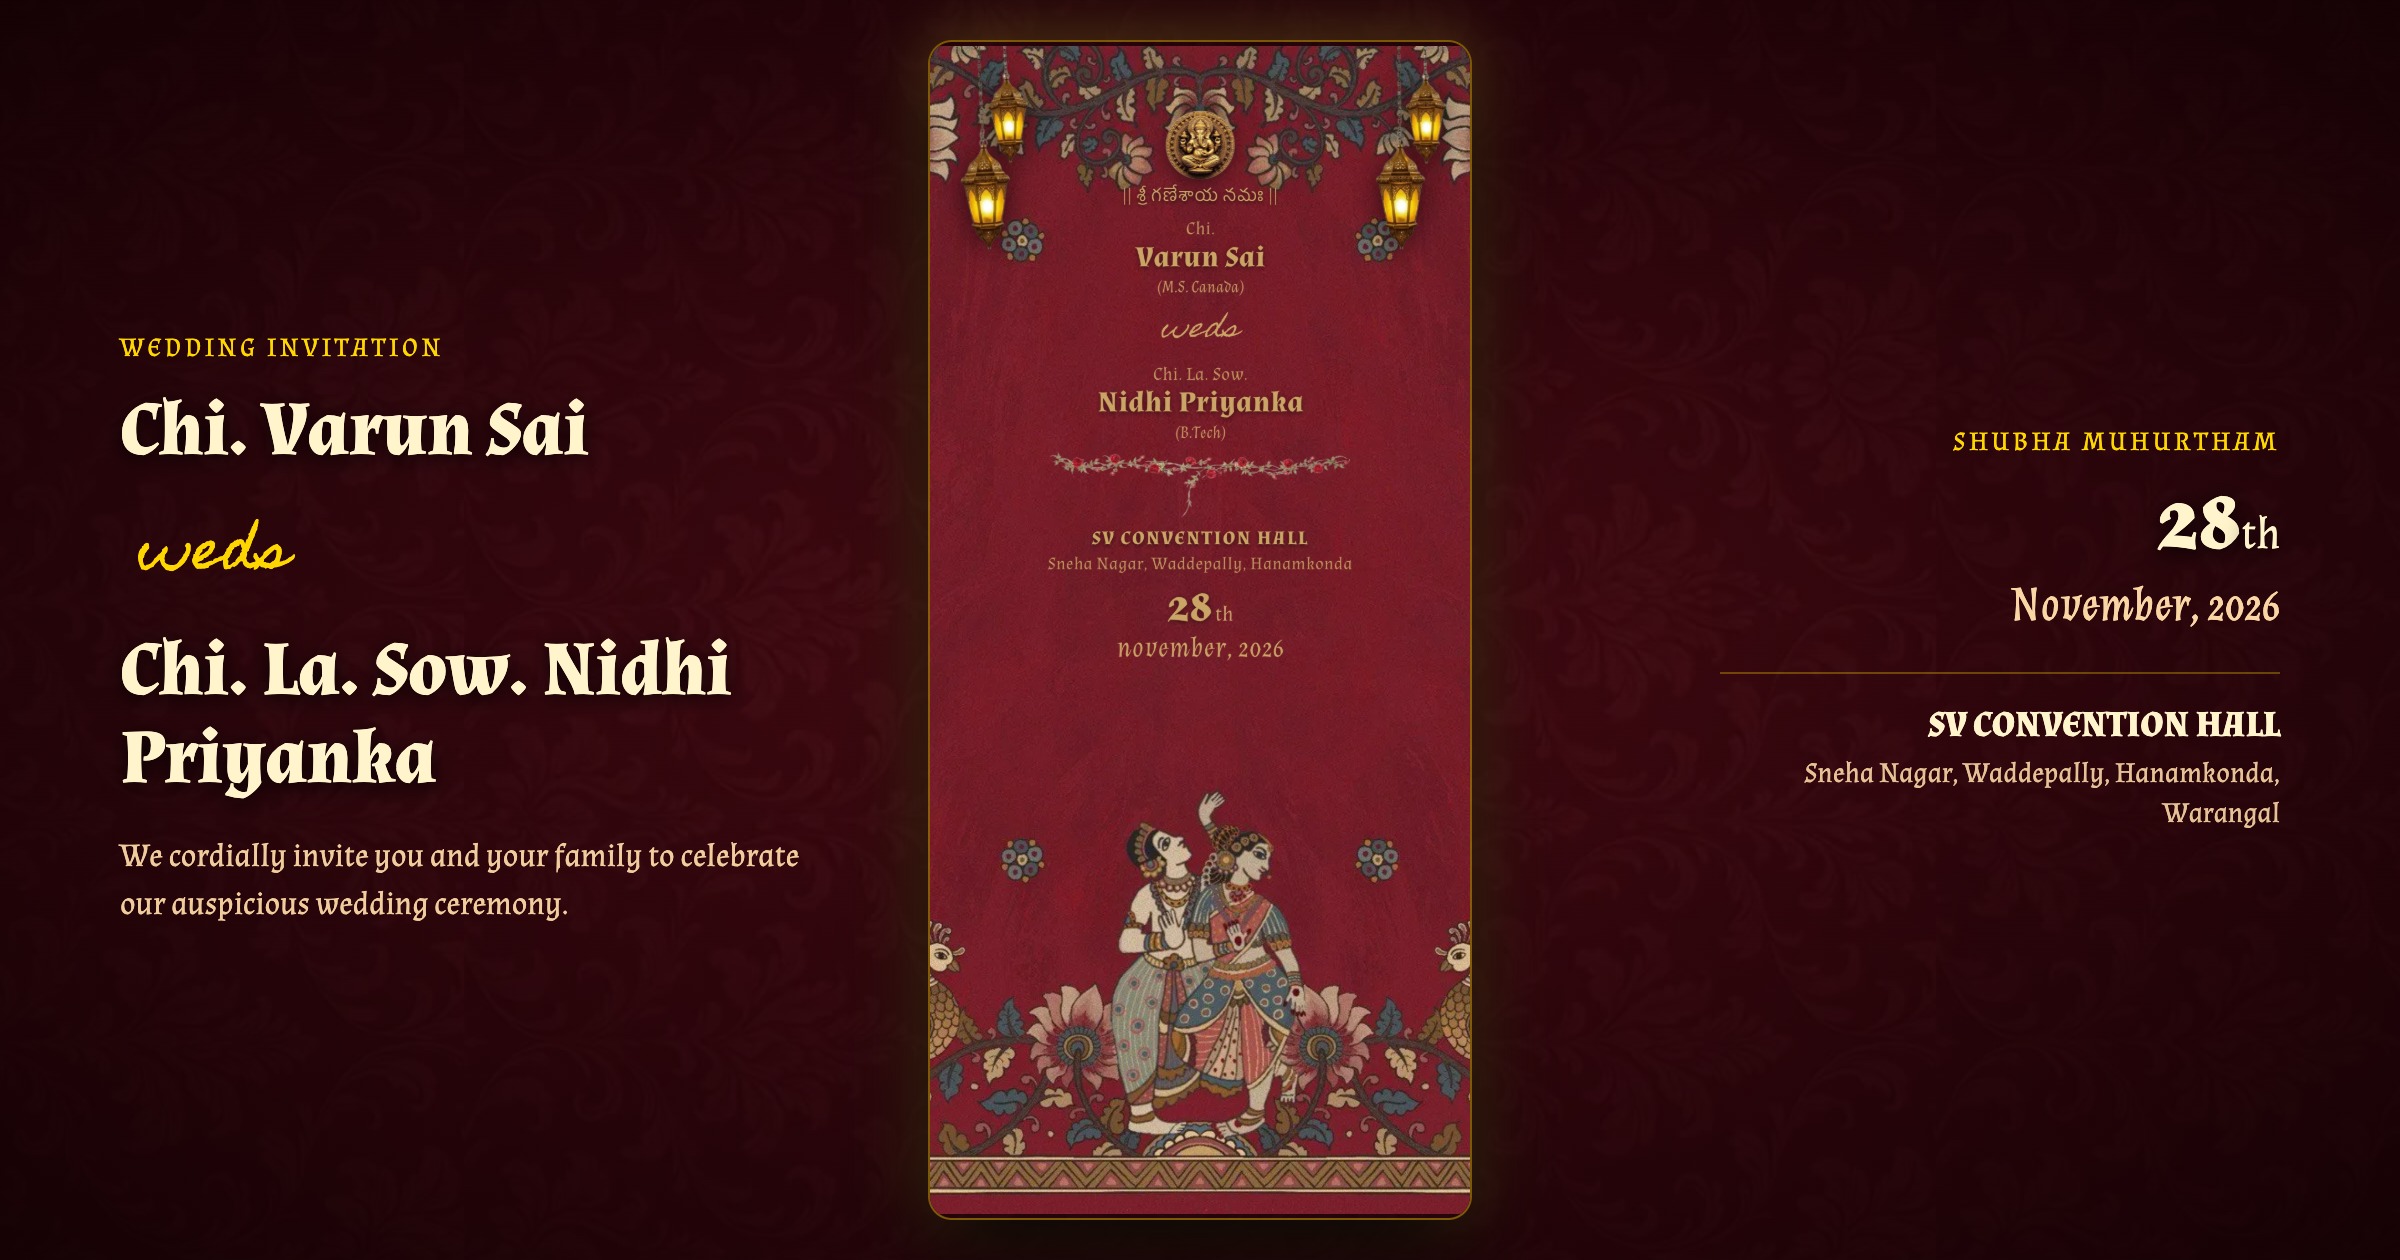 WEDDING INVITATION
Chi. Varun Sai
weds
Chi. La. Sow. Nidhi
Priyanka
We cordially invite you and your family to celebrate
our auspicious wedding ceremony.
|| శ్రీ గణేశాయ నమః ||
Chi.
Varun Sai
(M.S. Canada)
weds
Chi. La. Sow.
Nidhi Priyanka
(B.Tech)
SV CONVENTION HALL
Sneha Nagar, Waddepally, Hanamkonda
28th
november, 2026
SHUBHA MUHURTHAM
28th
November, 2026
SV CONVENTION HALL
Sneha Nagar, Waddepally, Hanamkonda,
Warangal